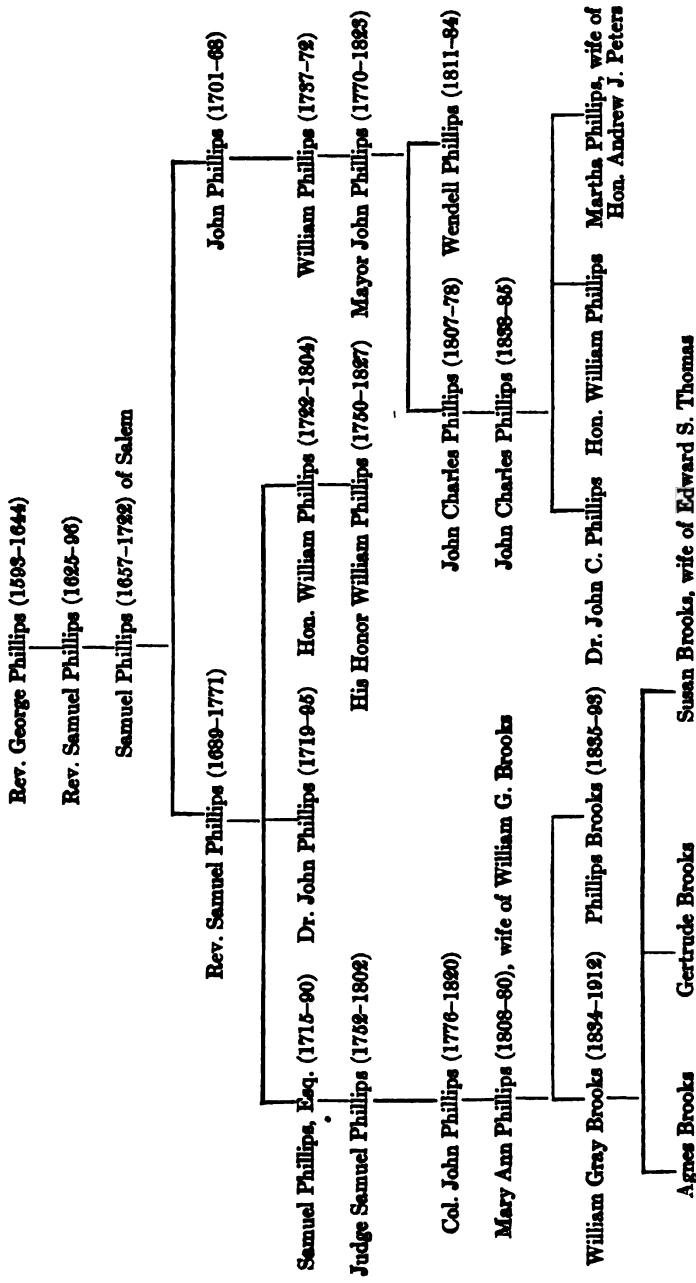 Rev. George Phillips (1593–1644)
Rev. Samuel Phillips (1625–96)
Samuel Phillips (1657–1722) of Salem
Rev. Samuel Phillips (1689–1771)
John Phillips (1701–68)
Samuel Phillips, Esq. (1715–90)
Dr. John Phillips (1719–95)
Hon. William Phillips (1722–1804)
William Phillips (1737–72)
Judge Samuel Phillips (1752–1802)
His Honor William Phillips (1750–1827)
Mayor John Phillips (1770–1823)
Col. John Phillips (1776–1820)
John Charles Phillips (1807–78)
Wendell Phillips (1811–84)
Mary Ann Phillips (1808–80), wife of William G. Brooks
John Charles Phillips (1838–85)
William Gray Brooks (1834–1912)
Phillips Brooks (1835–93)
Dr. John C. Phillips
Hon. William Phillips
Martha Phillips, wife of
Hon. Andrew J. Peters
Agnes Brooks
Gertrude Brooks
Susan Brooks, wife of Edward S. Thomas